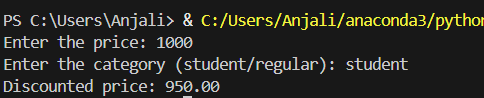 PS C:\Users\Anjali> & C:/Users/Anjali/anaconda3/python
Enter the price: 1000
Enter the category (student/regular): student
Discounted price: 950.00